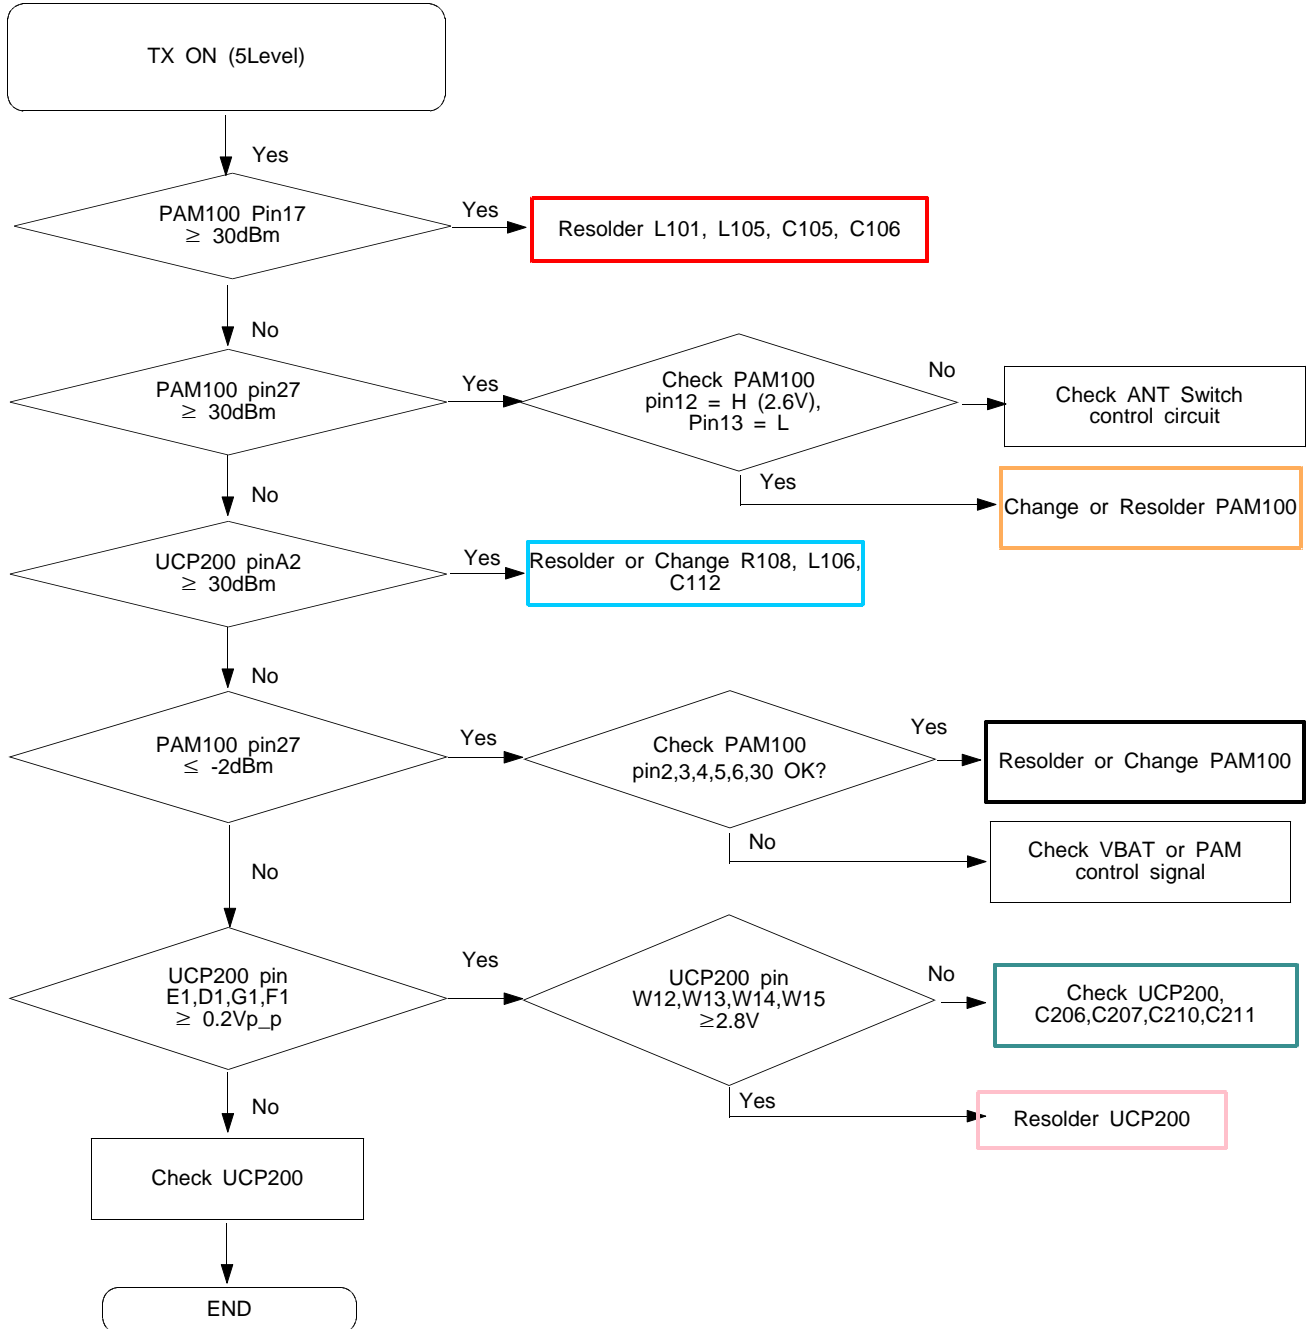 TX ON (5Level)
Yes
PAM100 Pin17
≥ 30dBm
Yes
Resolder L101, L105, C105, C106
No
PAM100 pin27
≥ 30dBm
Yes
Check PAM100
pin12 = H (2.6V),
Pin13 = L
No
Check ANT Switch
control circuit
Yes
Change or Resolder PAM100
No
UCP200 pinA2
≥ 30dBm
Yes
Resolder or Change R108, L106,
C112
No
PAM100 pin27
≤ -2dBm
Yes
Check PAM100
pin2,3,4,5,6,30 OK?
Yes
Resolder or Change PAM100
No
Check VBAT or PAM
control signal
No
UCP200 pin
E1,D1,G1,F1
≥ 0.2Vp_p
Yes
UCP200 pin
W12,W13,W14,W15
≥2.8V
No
Check UCP200,
C206,C207,C210,C211
Yes
Resolder UCP200
No
Check UCP200
END